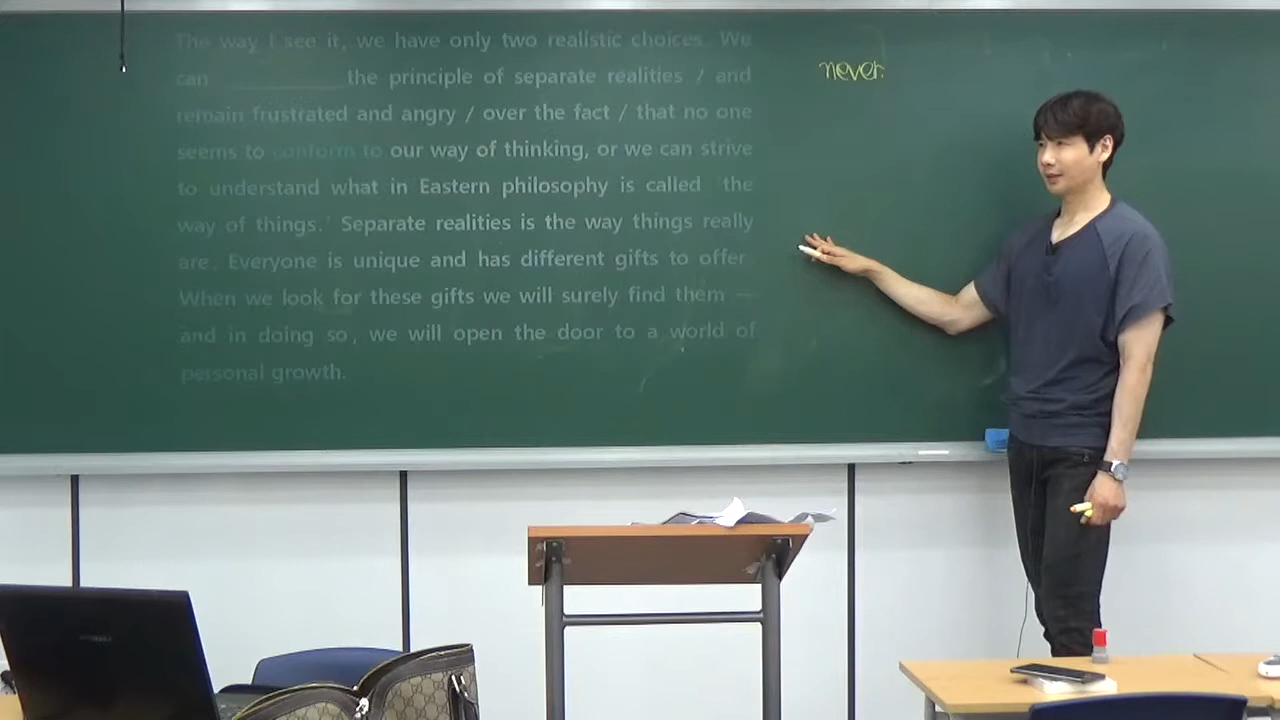 The way I see it, we have only two realistic choices. We
never
can __________ the principle of separate realities / and
remain frustrated and angry / over the fact / that no one
seems to conform to our way of thinking, or we can strive
to understand what in Eastern philosophy is called 'the
way of things.' Separate realities is the way things really
are. Everyone is unique and has different gifts to offer.
When we look for these gifts we will surely find them —
and in doing so, we will open the door to a world of
personal growth.